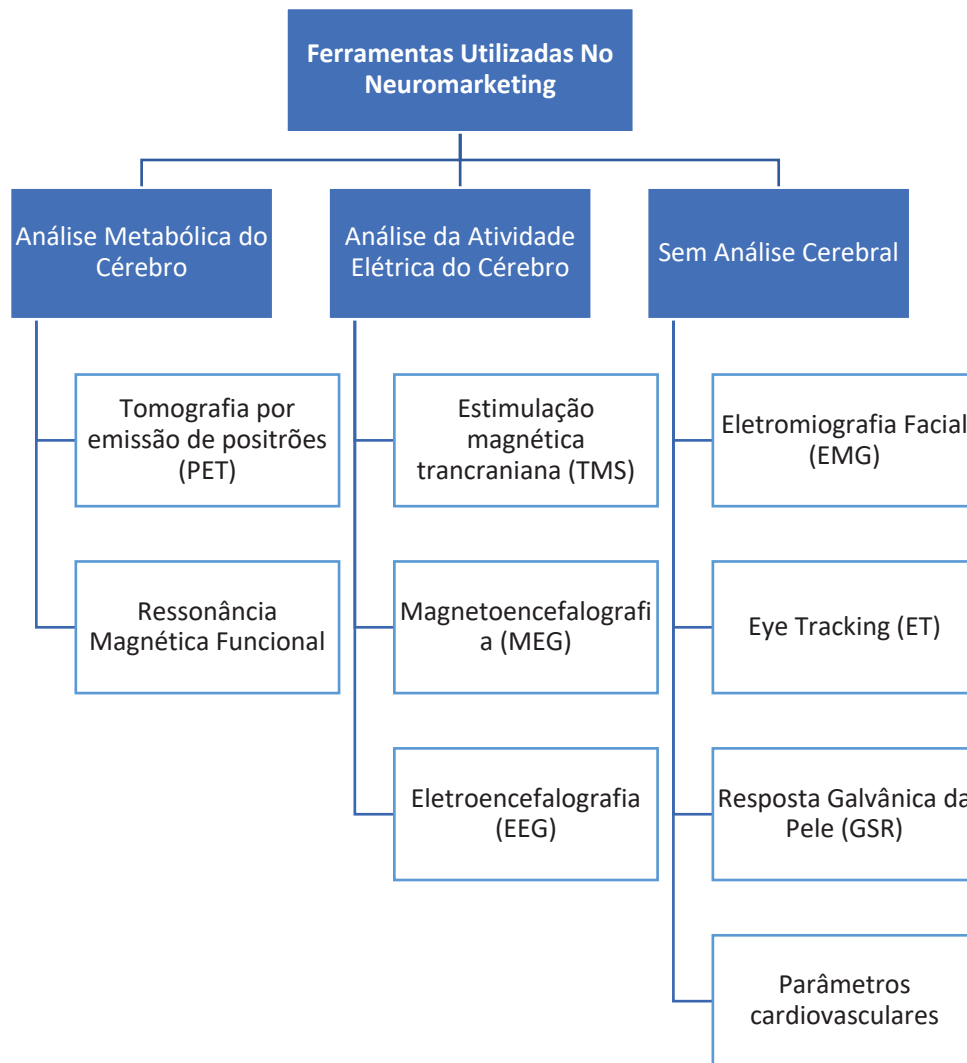 Ferramentas Utilizadas No
Neuromarketing
Análise Metabólica do
Cérebro
Análise da Atividade
Elétrica do Cérebro
Sem Análise Cerebral
Tomografia por
emissão de positrões
(PET)
Ressonância
Magnética Funcional
Estimulação
magnética
trancraniana (TMS)
Magnetoencefalografi
a (MEG)
Eletroencefalografia
(EEG)
Eletromiografia Facial
(EMG)
Eye Tracking (ET)
Resposta Galvânica da
Pele (GSR)
Parâmetros
cardiovasculares